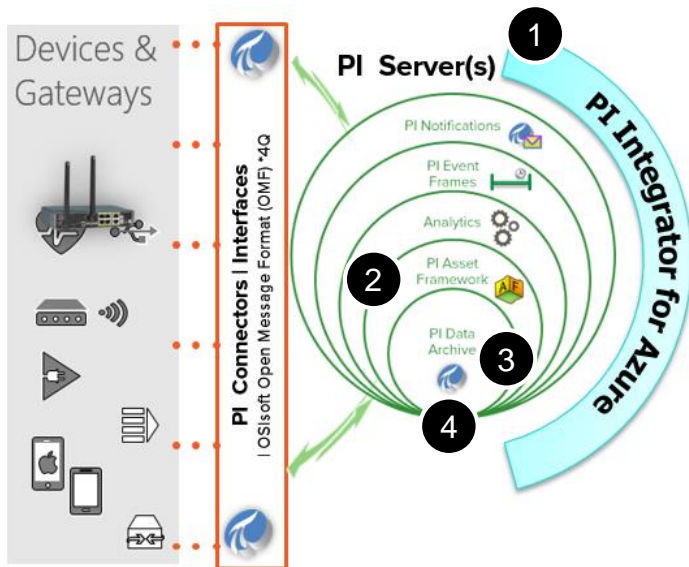 Devices &
Gateways
PI Connectors | Interfaces
| OSIsoft Open Message Format (OMF) *4Q
PI Server(s)
1
PI Notifications
PI Event
Frames
Analytics
2
PI Asset
Framework
A F
PI Data
Archive
3
4
PI Integrator for Azure